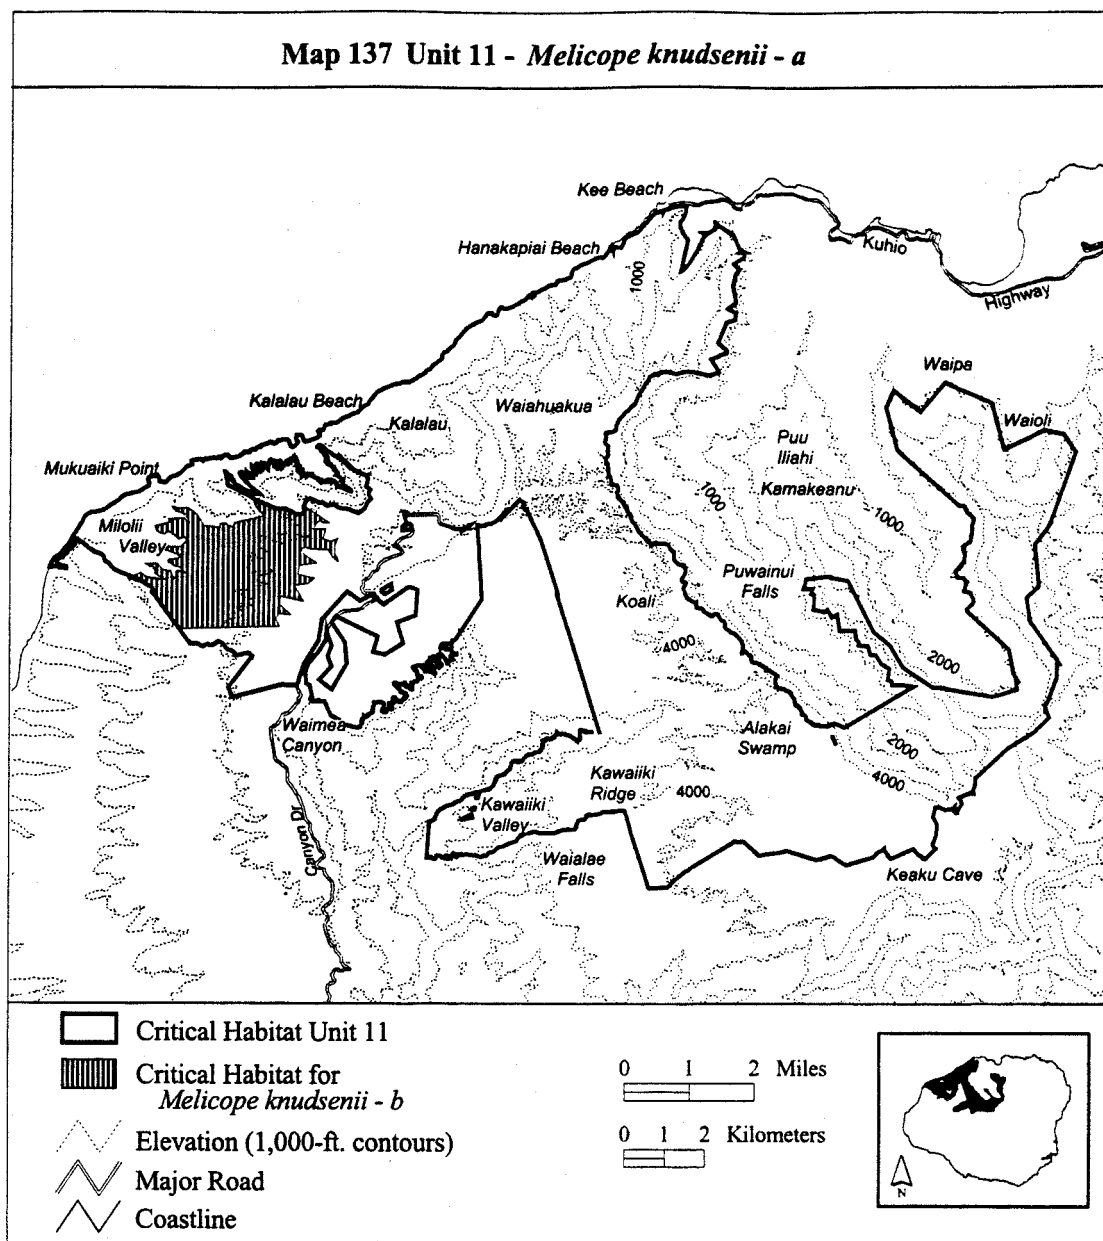 Map 137 Unit 11 - Melicope knudsenii - a
Kee Beach
Hanakapiai Beach
Kuhio
Highway
1000
Waipa
Kalalau Beach
Waiahuakua
Kalalau
Waioli
Puu
Iliahi
Mukuaiki Point
Kamakeanu
1000
1000
Milolii
Valley
Puwainui
Falls
Koali
4000
2000
Waimea
Canyon
Alakai
Swamp
2000
4000
Kawaiiki
Ridge
4000
Kawaiiki
Valley
Canyon Dr
Waialae
Falls
Keaku Cave
Critical Habitat Unit 11
Critical Habitat for
Melicope knudsenii - b
Elevation (1,000-ft. contours)
Major Road
Coastline
0 1 2 Miles
0 1 2 Kilometers
N